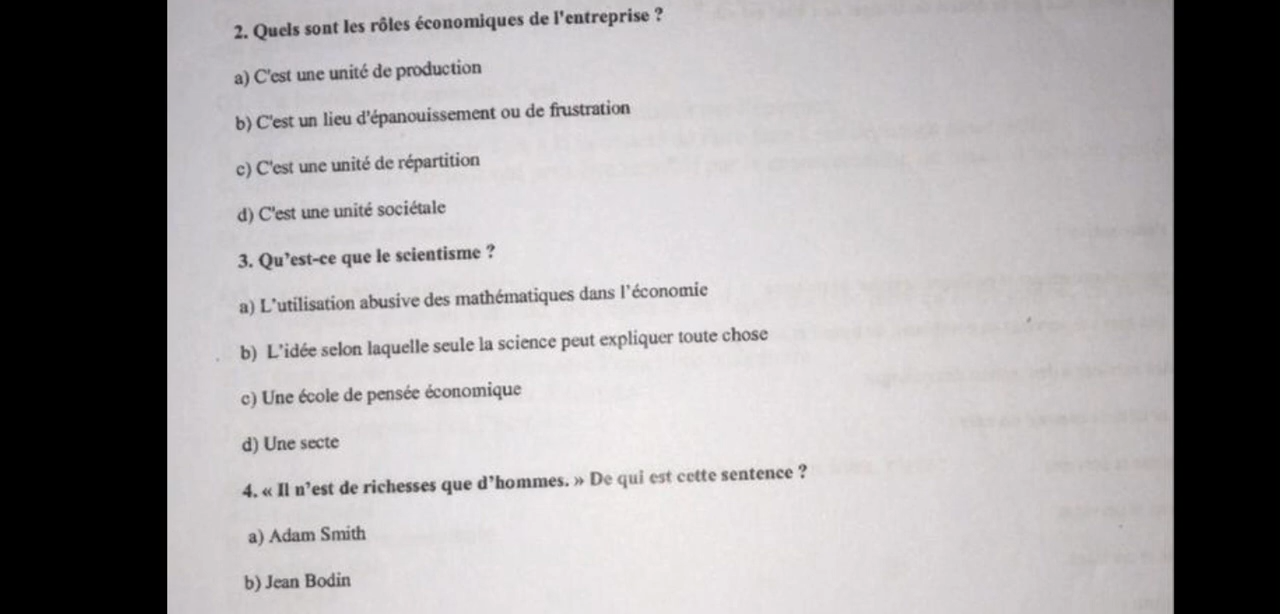 2. Quels sont les rôles économiques de l'entreprise ?
a) C'est une unité de production
b) C'est un lieu d'épanouissement ou de frustration
c) C'est une unité de répartition
d) C'est une unité sociétale
3. Qu’est-ce que le scientisme ?
a) L’utilisation abusive des mathématiques dans l’économie
b) L’idée selon laquelle seule la science peut expliquer toute chose
c) Une école de pensée économique
d) Une secte
4. « Il n’est de richesses que d’hommes. » De qui est cette sentence ?
a) Adam Smith
b) Jean Bodin